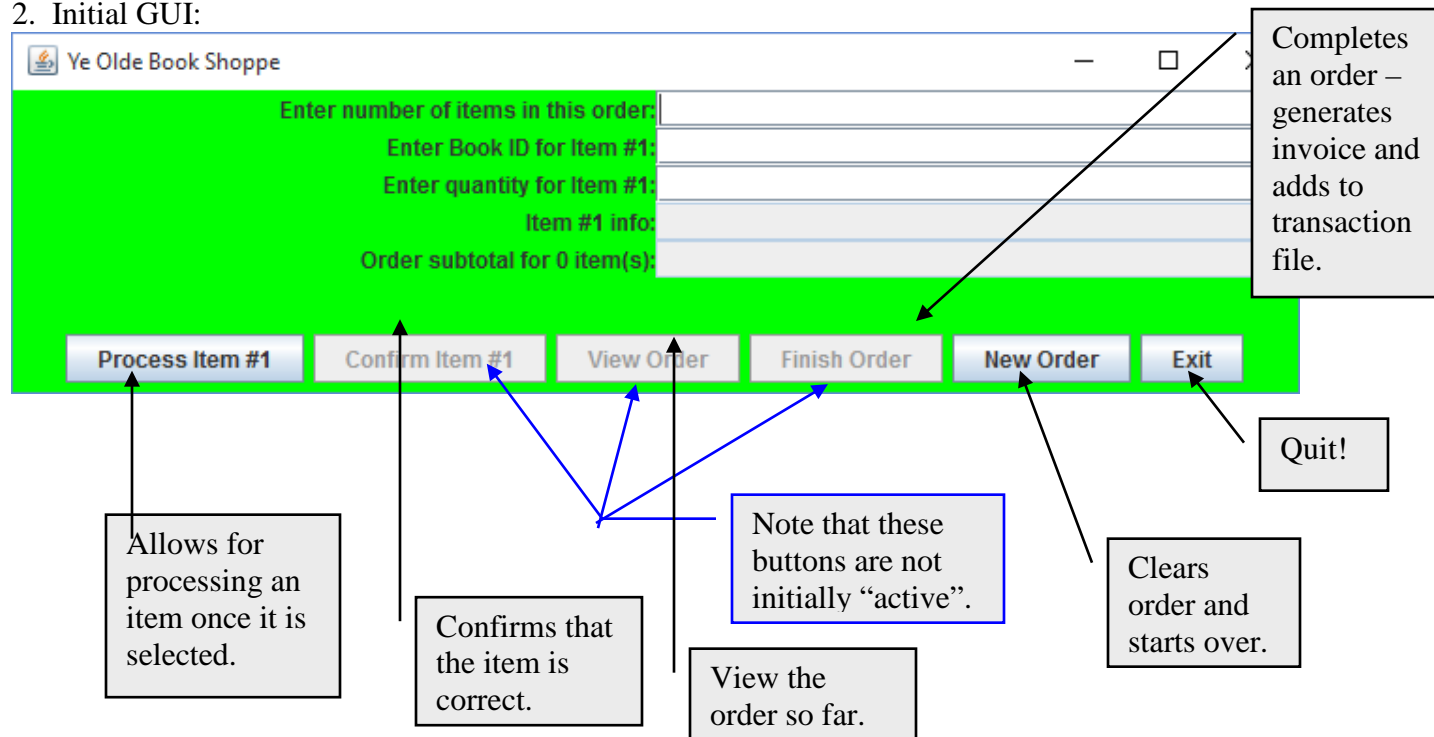 2. Initial GUI:
Ye Olde Book Shoppe
Enter number of items in this order:
Enter Book ID for Item #1:
Enter quantity for Item #1:
Item #1 info:
Order subtotal for 0 item(s):
Process Item #1
Confirm Item #1
View Order
Finish Order
New Order
Exit
Completes
an order –
generates
invoice and
adds to
transaction
file.
Quit!
Allows for
processing an
item once it is
selected.
Confirms that
the item is
correct.
View the
order so far.
Note that these
buttons are not
initially “active”.
Clears
order and
starts over.